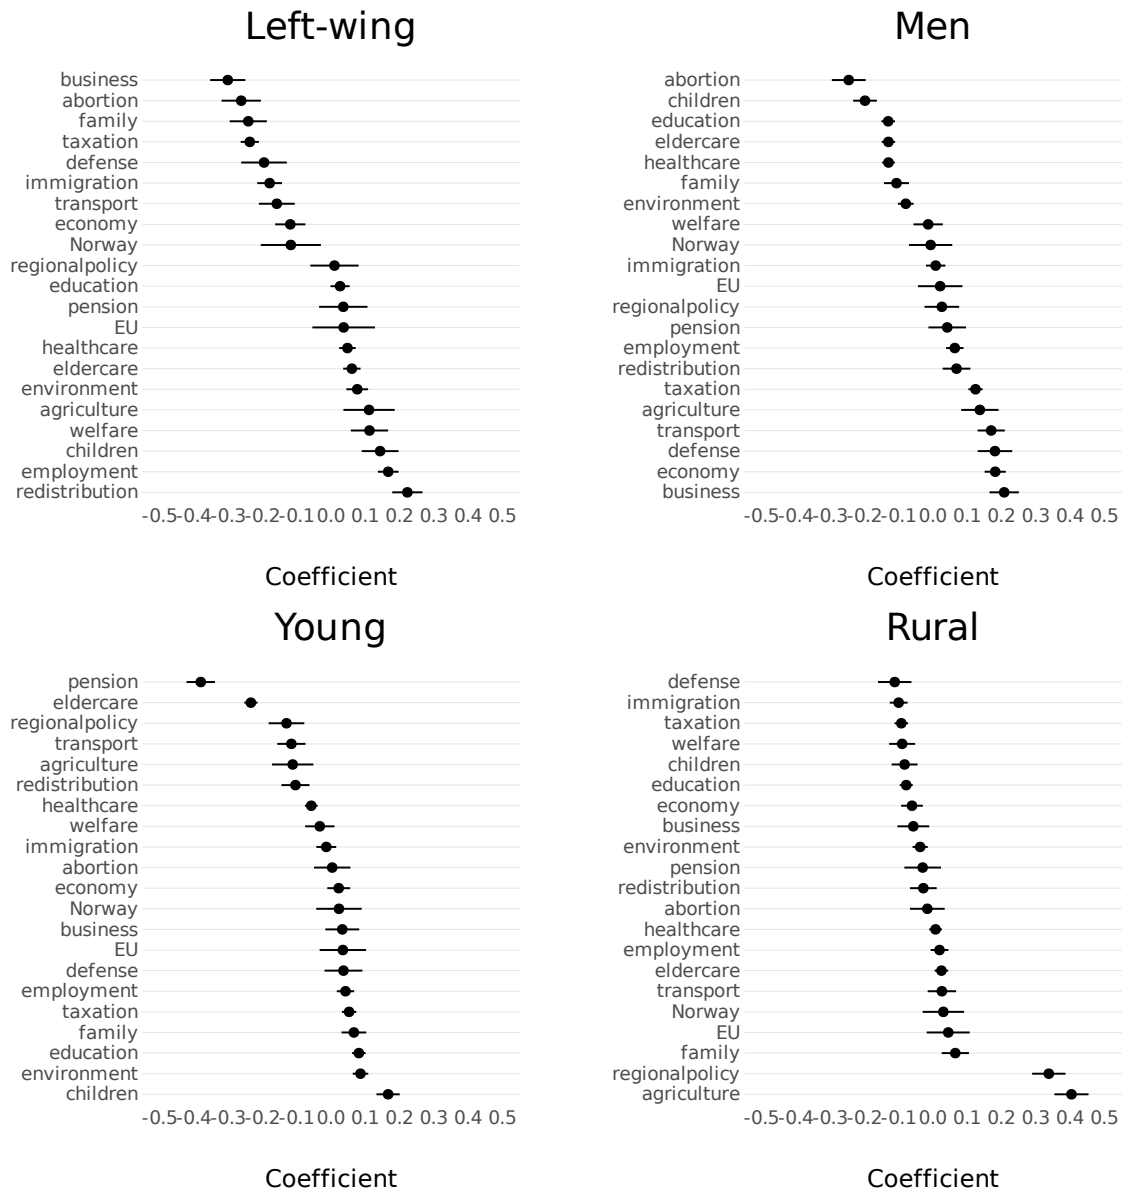 Left-wing
business
abortion
family
taxation
defense
immigration
transport
economy
Norway
regionalpolicy
education
pension
EU
healthcare
eldercare
environment
agriculture
welfare
children
employment
redistribution
-0.5-0.4-0.3-0.2-0.1 0.0 0.1 0.2 0.3 0.4 0.5
Coefficient
Men
abortion
children
education
eldercare
healthcare
family
environment
welfare
Norway
immigration
EU
regionalpolicy
pension
employment
redistribution
taxation
agriculture
transport
defense
economy
business
-0.5-0.4-0.3-0.2-0.1 0.0 0.1 0.2 0.3 0.4 0.5
Coefficient
Young
pension
eldercare
regionalpolicy
transport
agriculture
redistribution
healthcare
welfare
immigration
abortion
economy
Norway
business
EU
defense
employment
taxation
family
education
environment
children
-0.5-0.4-0.3-0.2-0.1 0.0 0.1 0.2 0.3 0.4 0.5
Coefficient
Rural
defense
immigration
taxation
welfare
children
education
economy
business
environment
pension
redistribution
abortion
healthcare
employment
eldercare
transport
Norway
EU
family
regionalpolicy
agriculture
-0.5-0.4-0.3-0.2-0.1 0.0 0.1 0.2 0.3 0.4 0.5
Coefficient